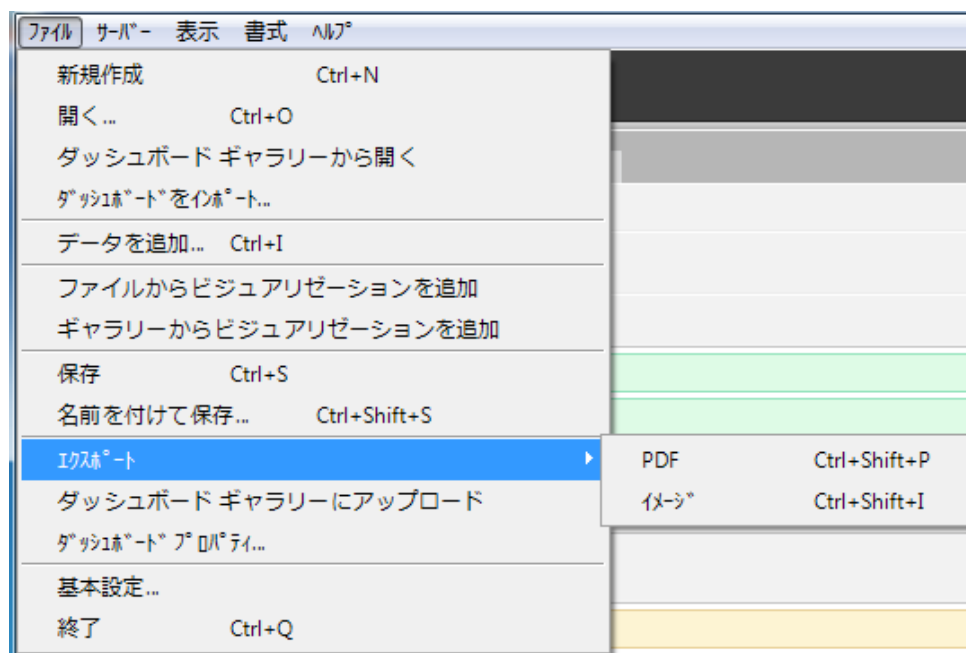 ﾌｧｲﾙ ｻｰﾊﾞｰ 表示 書式 ﾍﾙﾌﾟ
新規作成 Ctrl+N
開く... Ctrl+O
ダッシュボード ギャラリーから開く
ﾀﾞｯｼｭﾎﾞｰﾄﾞをｲﾝﾎﾟｰﾄ...
データを追加... Ctrl+I
ファイルからビジュアリゼーションを追加
ギャラリーからビジュアリゼーションを追加
保存 Ctrl+S
名前を付けて保存... Ctrl+Shift+S
ｴｸｽﾎﾟｰﾄ
PDF Ctrl+Shift+P
ｲﾒｰｼﾞ Ctrl+Shift+I
ダッシュボード ギャラリーにアップロード
ﾀﾞｯｼｭﾎﾞｰﾄﾞ ﾌﾟﾛﾊﾟﾃｨ...
基本設定...
終了 Ctrl+Q